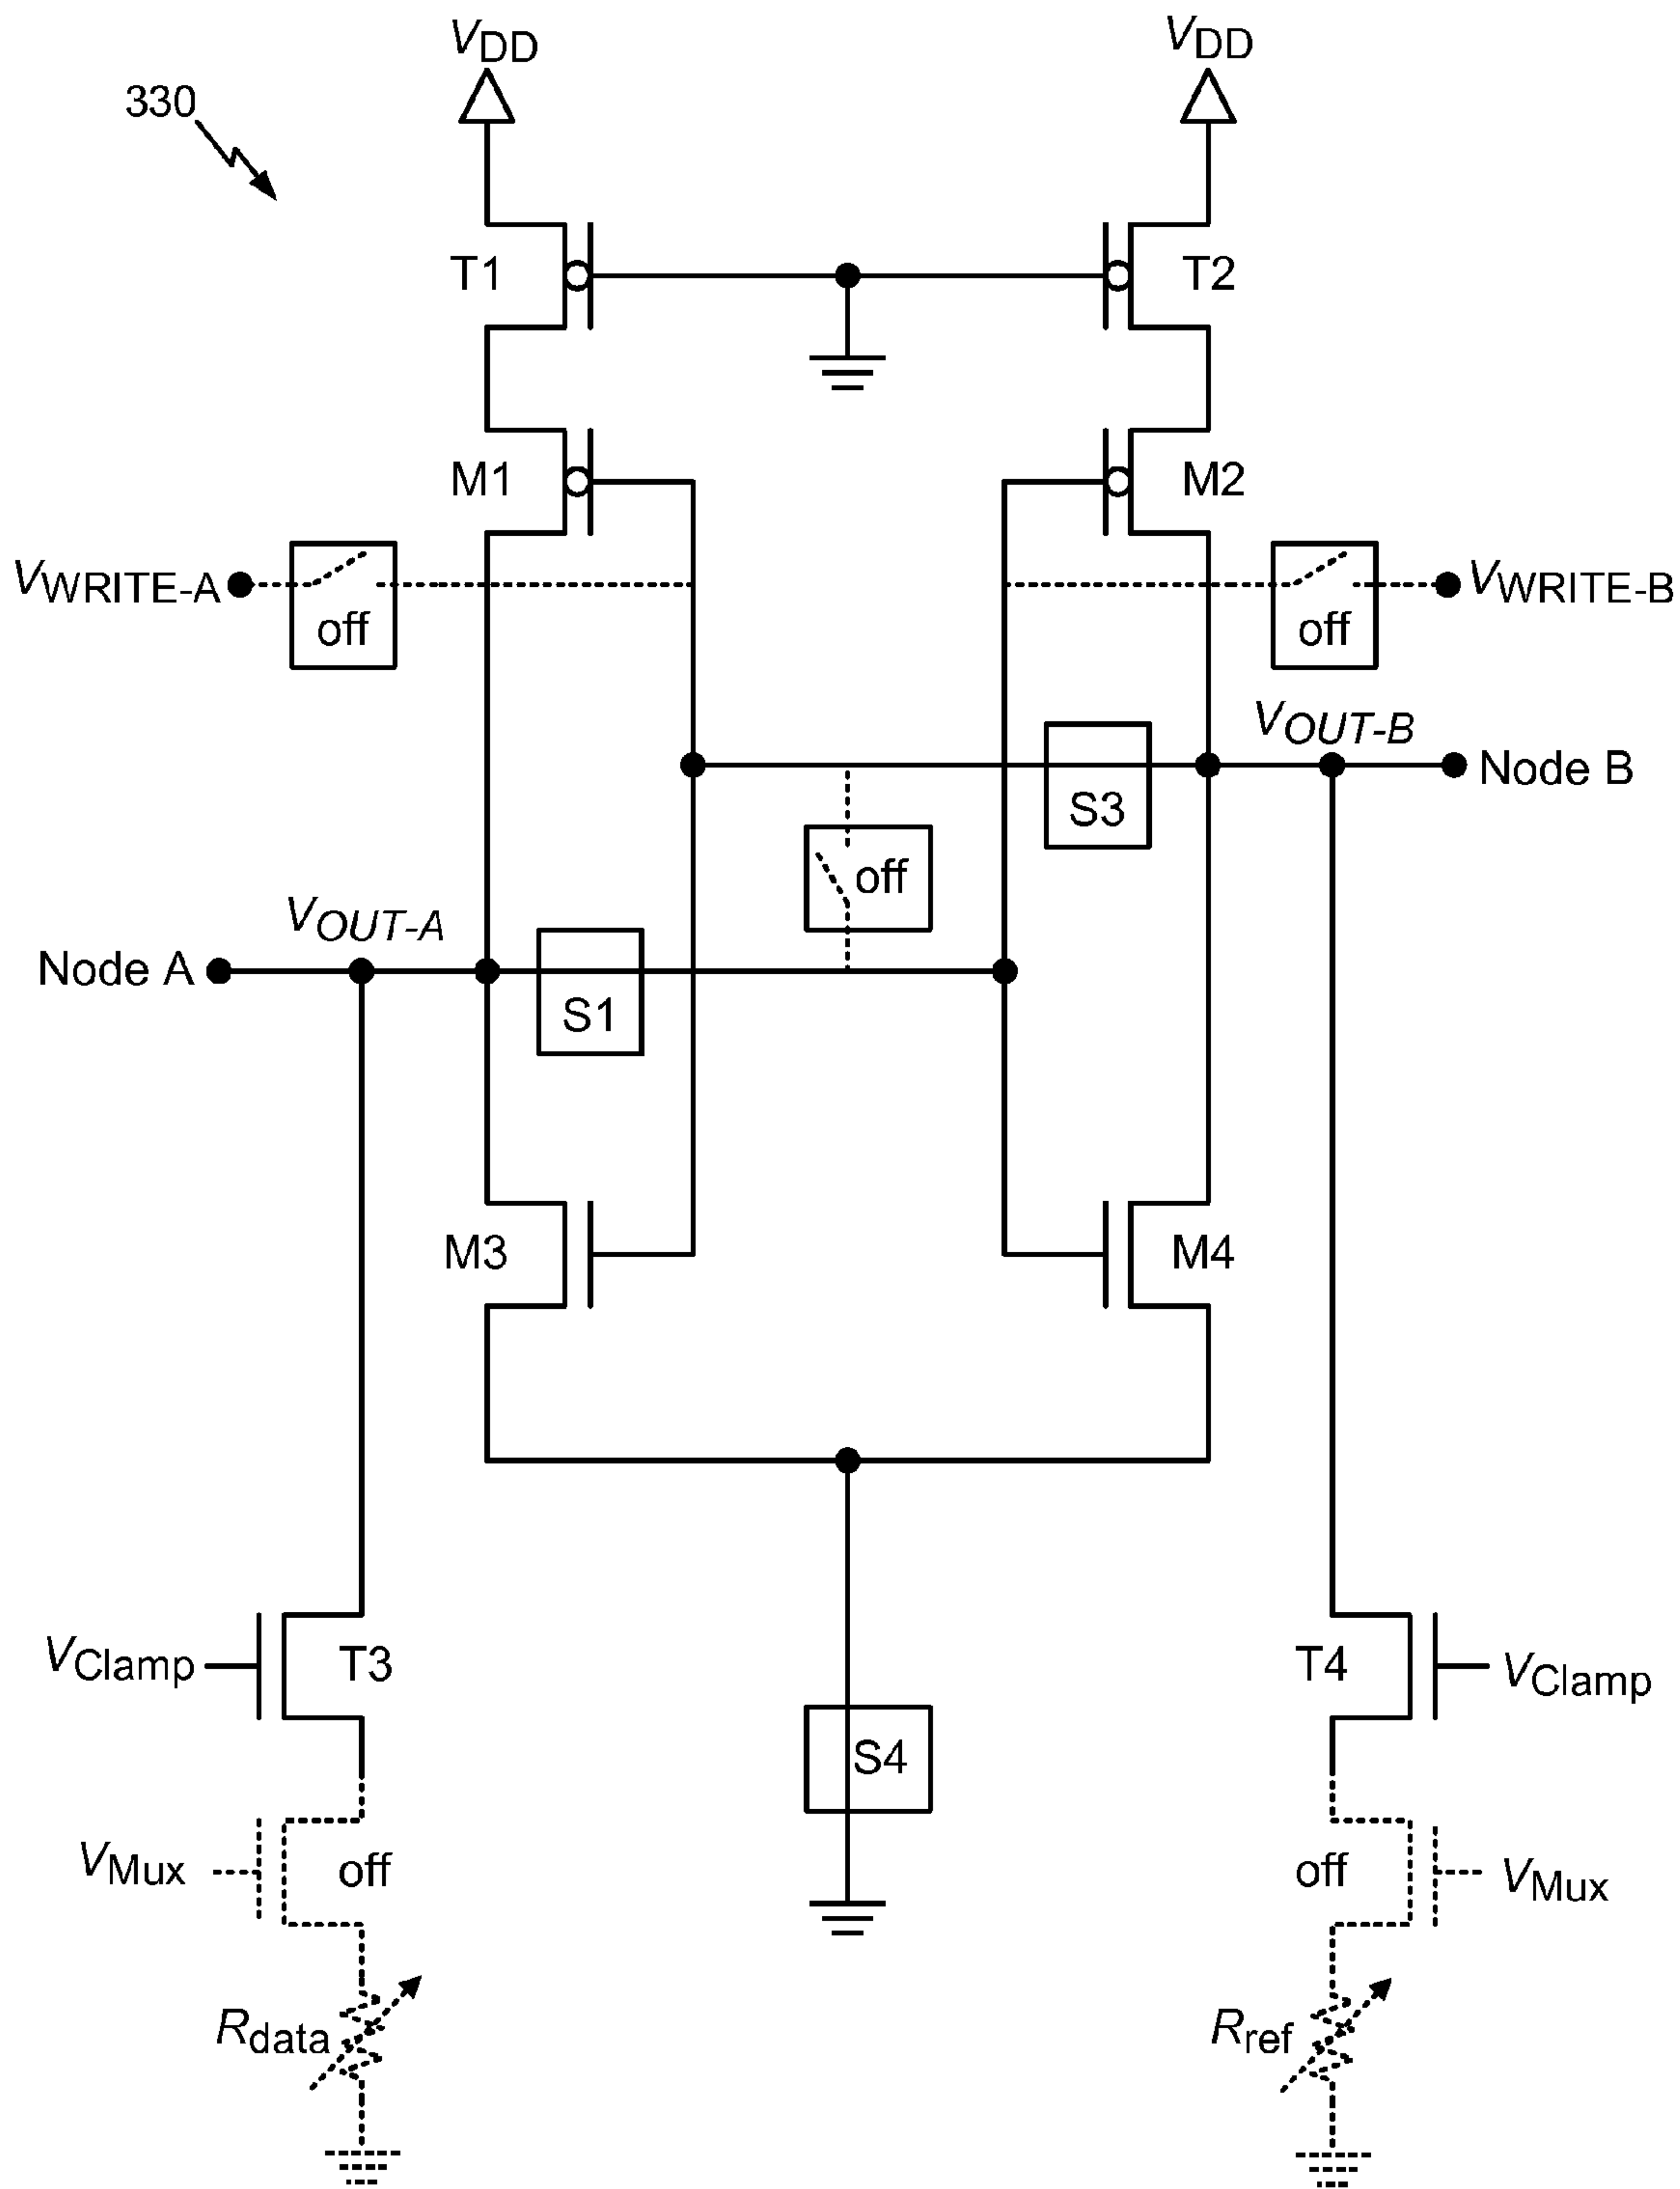 VDD VDD
330
T1 T2
M1 M2
VWRITE-A off off VWRITE-B
VOUT-B
S3 Node B
off
VOUT-A
Node A
S1
M3 M4
VClamp T3 T4 VClamp
S4
VMux off off VMux
Rdata Rref